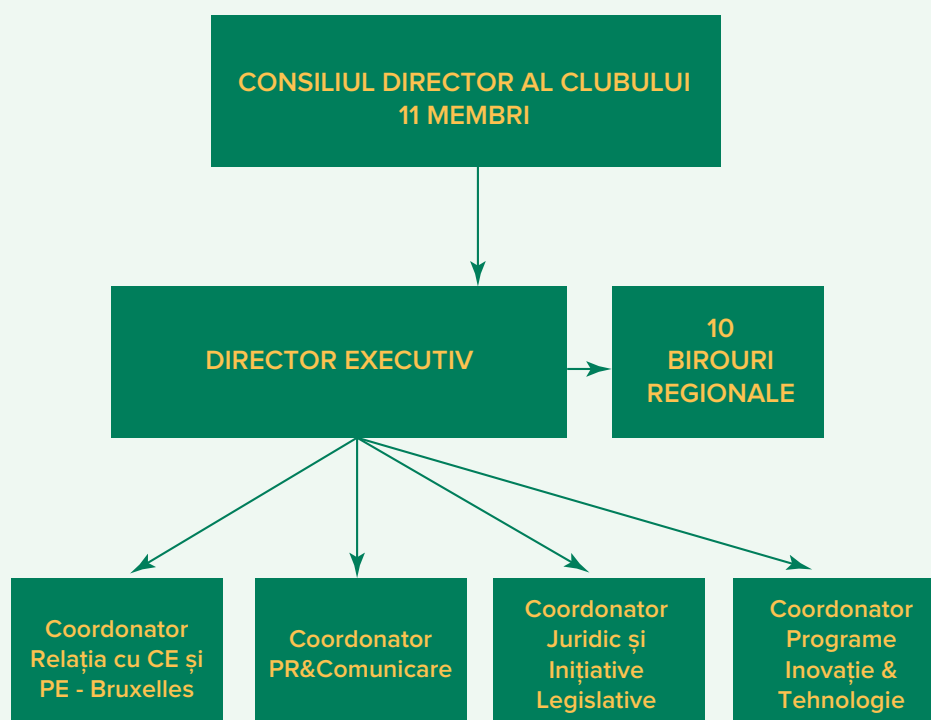 CONSILIUL DIRECTOR AL CLUBULUI
11 MEMBRI
DIRECTOR EXECUTIV
10
BIROURI
REGIONALE
Coordonator
Relația cu CE și
PE - Bruxelles
Coordonator
PR&Comunicare
Coordonator
Juridic și
Inițiative
Legislative
Coordonator
Programe
Inovație &
Tehnologie